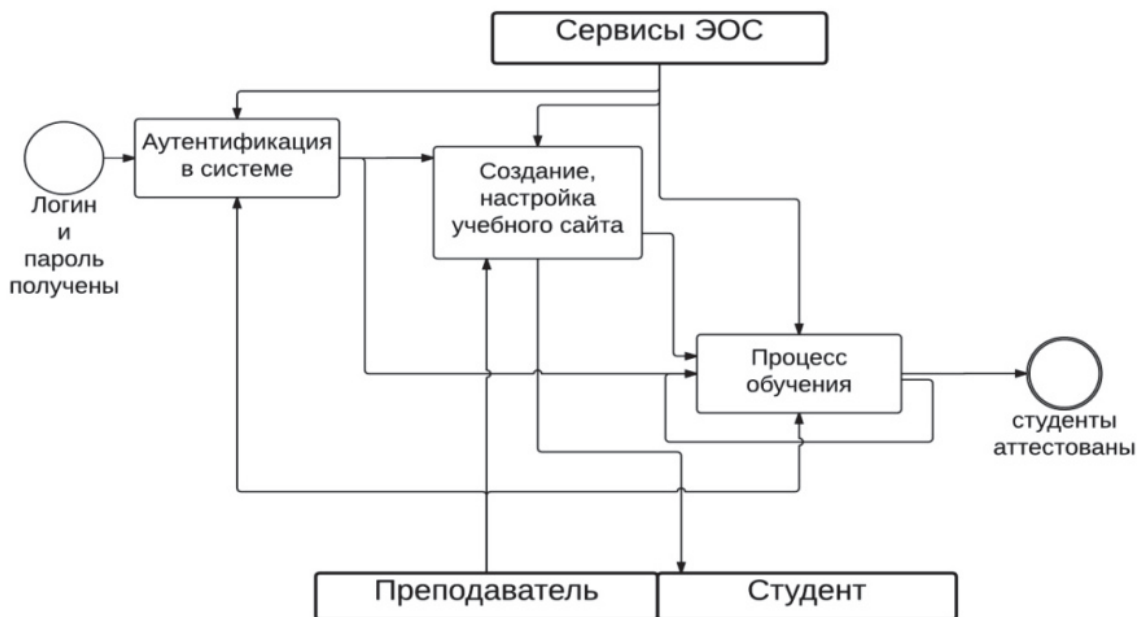 Сервисы ЭОС
Аутентификация
в системе
Создание,
настройка
учебного сайта
Логин
и
пароль
получены
Процесс
обучения
студенты
аттестованы
Преподаватель
Студент